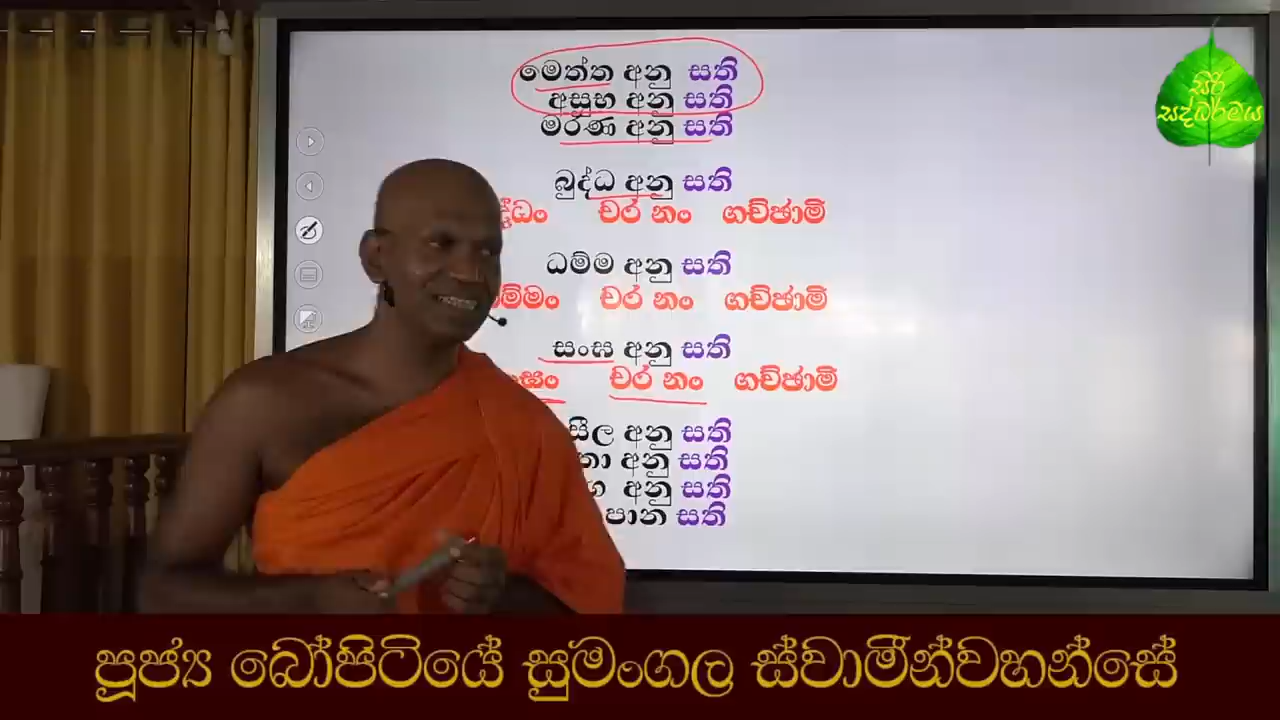 මෙත්ත අනු සති
අසුභ අනු සති
මරණ අනු සති
බුද්ධ අනු සති
චර නං ගච්ඡාමි
ධම්ම අනු සති
චර නං ගච්ඡාමි
සංඝ අනු සති
චර නං ගච්ඡාමි
සීල අනු සති
අනු සති
අනු සති
සති
සිරි
සද්ධර්මය
පූජ්‍ය බෝපිටියේ සුමංගල ස්වාමීන්වහන්සේ